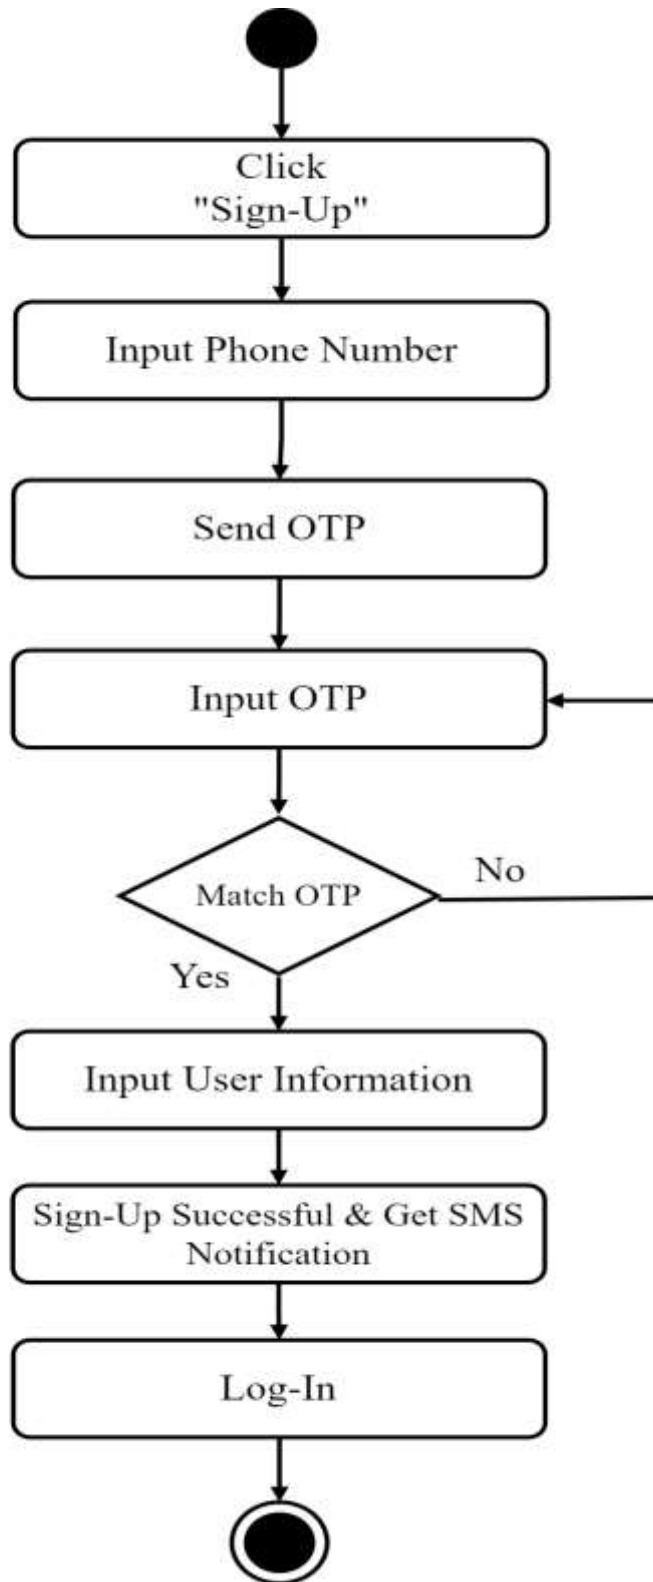 Click
"Sign-Up"
Input Phone Number
Send OTP
Input OTP
Match OTP
No
Yes
Input User Information
Sign-Up Successful & Get SMS
Notification
Log-In